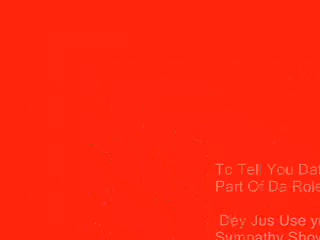 To Tell You Dat
Part Of Da Role
Dey Jus Use y
Sympathy Show